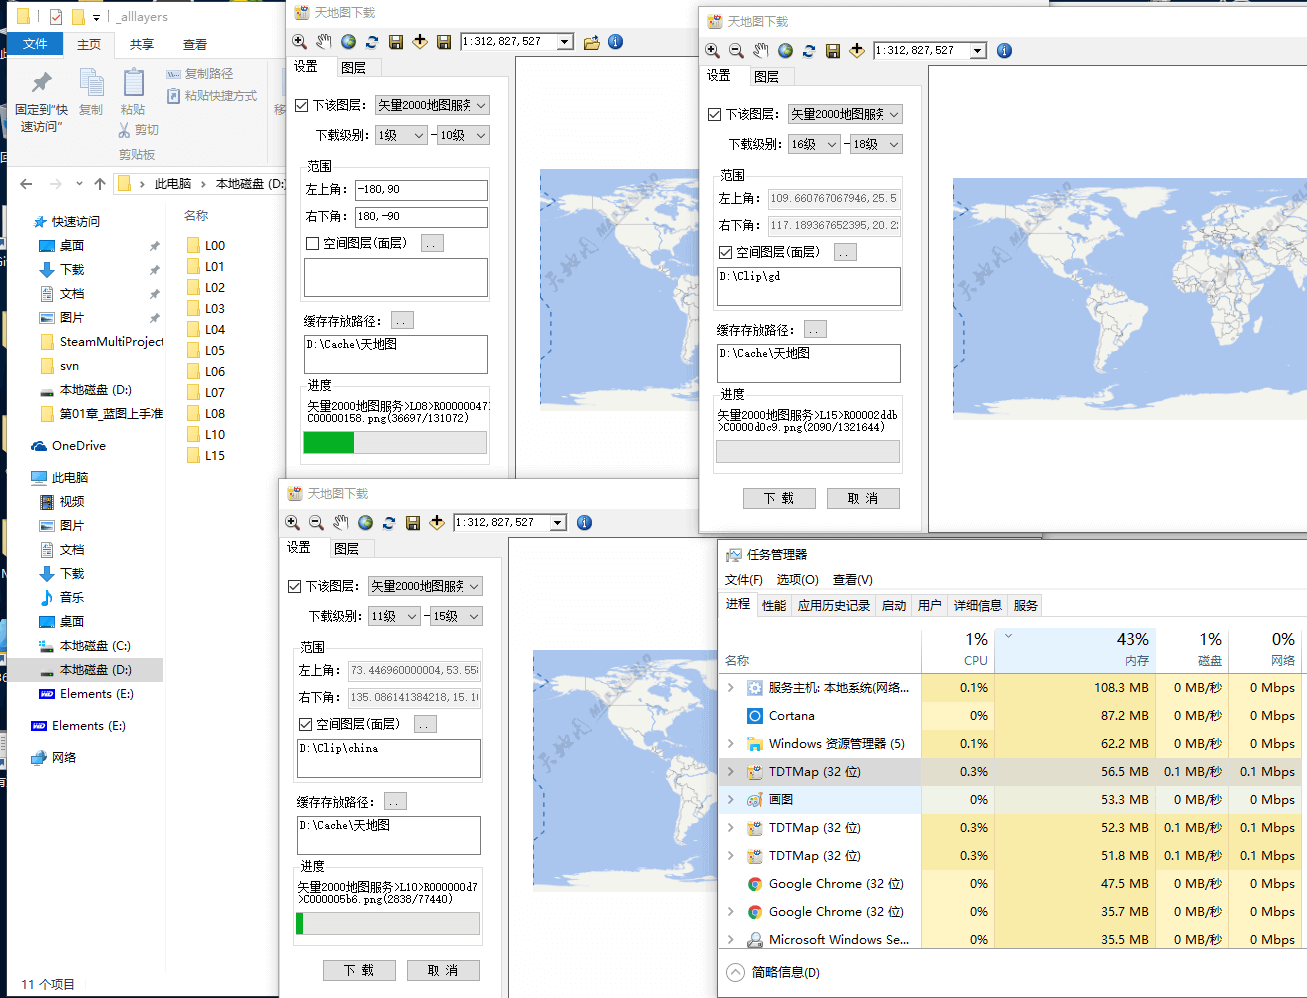 _alllayers
文件
主页
共享
查看
固定到"快
速访问"
复制
粘贴
复制路径
粘贴快捷方式
剪切
剪贴板
此电脑
本地磁盘 (D:
快速访问
桌面
下载
文档
图片
SteamMultiProject
svn
本地磁盘 (D:)
第01章_蓝图上手准
OneDrive
此电脑
视频
图片
文档
下载
音乐
桌面
本地磁盘 (C:)
本地磁盘 (D:)
Elements (E:)
Elements (E:)
网络
名称
L00
L01
L02
L03
L04
L05
L06
L07
L08
L10
L15
11 个项目
天地图下载
1:312,827,527
设置
图层
下该图层:
矢量2000地图服务
下载级别:
1级
-
10级
范围
左上角:
-180,90
右下角:
180,-90
空间图层(面层)
..
缓存存放路径:
..
D:\Cache\天地图
进度
矢量2000地图服务>L08>R00000047
C00000158.png(36697/131072)
天地图下载
1:312,827,527
设置
图层
下该图层:
矢量2000地图服务
下载级别:
16级
-
18级
范围
左上角:
109.660767067946,25.5
右下角:
117.189367652395,20.2
空间图层(面层)
..
D:\Clip\gd
缓存存放路径:
..
D:\Cache\天地图
进度
矢量2000地图服务>L15>R00002ddb
>C0000d0c9.png(2090/1321644)
下 载
取 消
天地图下载
1:312,827,527
设置
图层
下该图层:
矢量2000地图服务
下载级别:
11级
-
15级
范围
左上角:
73.446960000004,53.558
右下角:
135.086141384218,15.1
空间图层(面层)
..
D:\Clip\china
缓存存放路径:
..
D:\Cache\天地图
进度
矢量2000地图服务>L10>R000000d7
>C000005b6.png(2838/77440)
下 载
取 消
任务管理器
文件(F)
选项(O)
查看(V)
进程
性能
应用历史记录
启动
用户
详细信息
服务
1%
43%
1%
0%
名称
CPU
内存
磁盘
网络
服务主机: 本地系统(网络... 0.1% 108.3 MB 0 MB/秒 0 Mbps
Cortana 0% 87.2 MB 0 MB/秒 0 Mbps
Windows 资源管理器 (5) 0.1% 62.2 MB 0 MB/秒 0 Mbps
TDTMap (32 位) 0.3% 56.5 MB 0.1 MB/秒 0.1 Mbps
画图 0% 53.3 MB 0 MB/秒 0 Mbps
TDTMap (32 位) 0.3% 52.3 MB 0.1 MB/秒 0.1 Mbps
TDTMap (32 位) 0.3% 51.8 MB 0.1 MB/秒 0.1 Mbps
Google Chrome (32 位) 0% 47.5 MB 0 MB/秒 0 Mbps
Google Chrome (32 位) 0% 35.7 MB 0 MB/秒 0 Mbps
Microsoft Windows Se... 0% 35.5 MB 0 MB/秒 0 Mbps
简略信息(D)